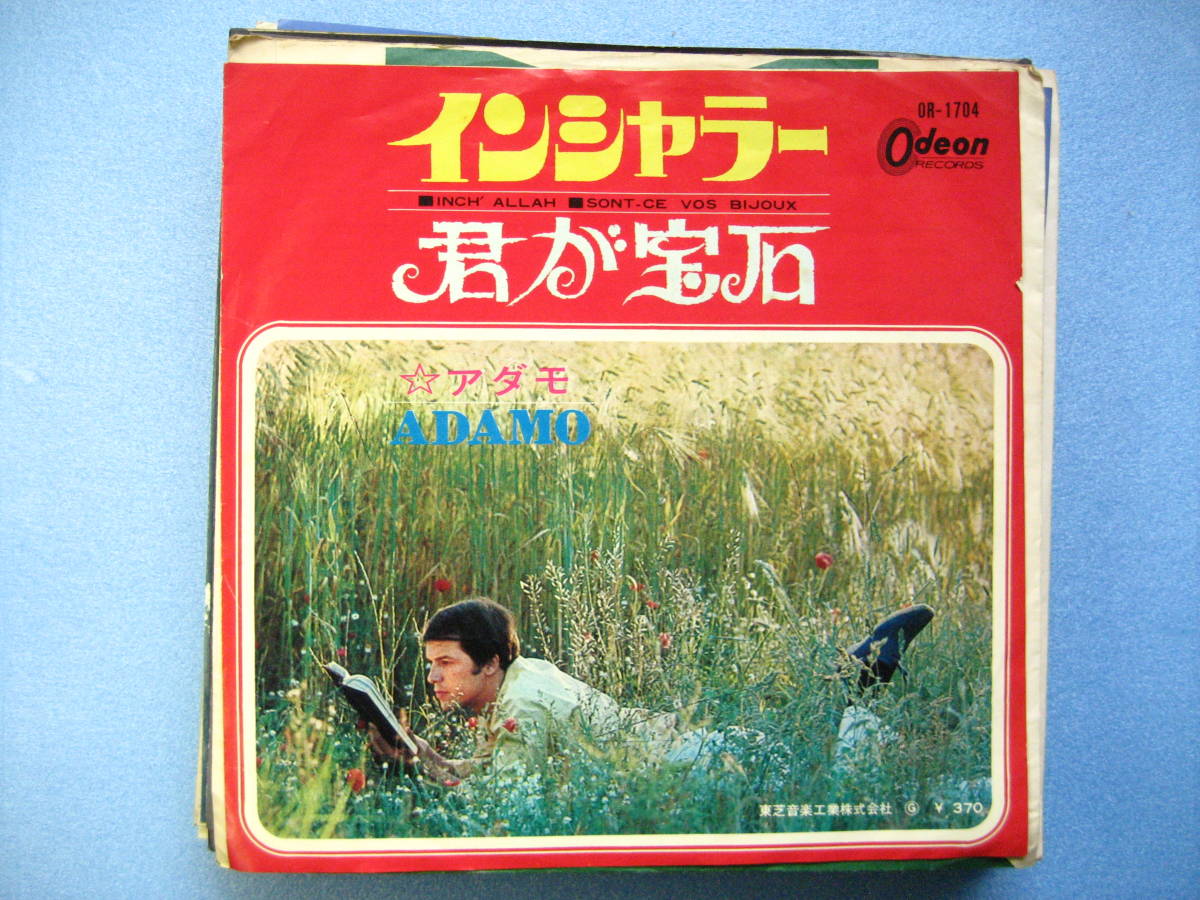 インシャラー
OR-1704
Odeon
RECORDS
■INCH' ALLAH ■SONT-CE VOS BIJOUX
君が宝石
☆アダモ
ADAMO
東芝音楽工業株式会社 Ⓖ ¥ 370